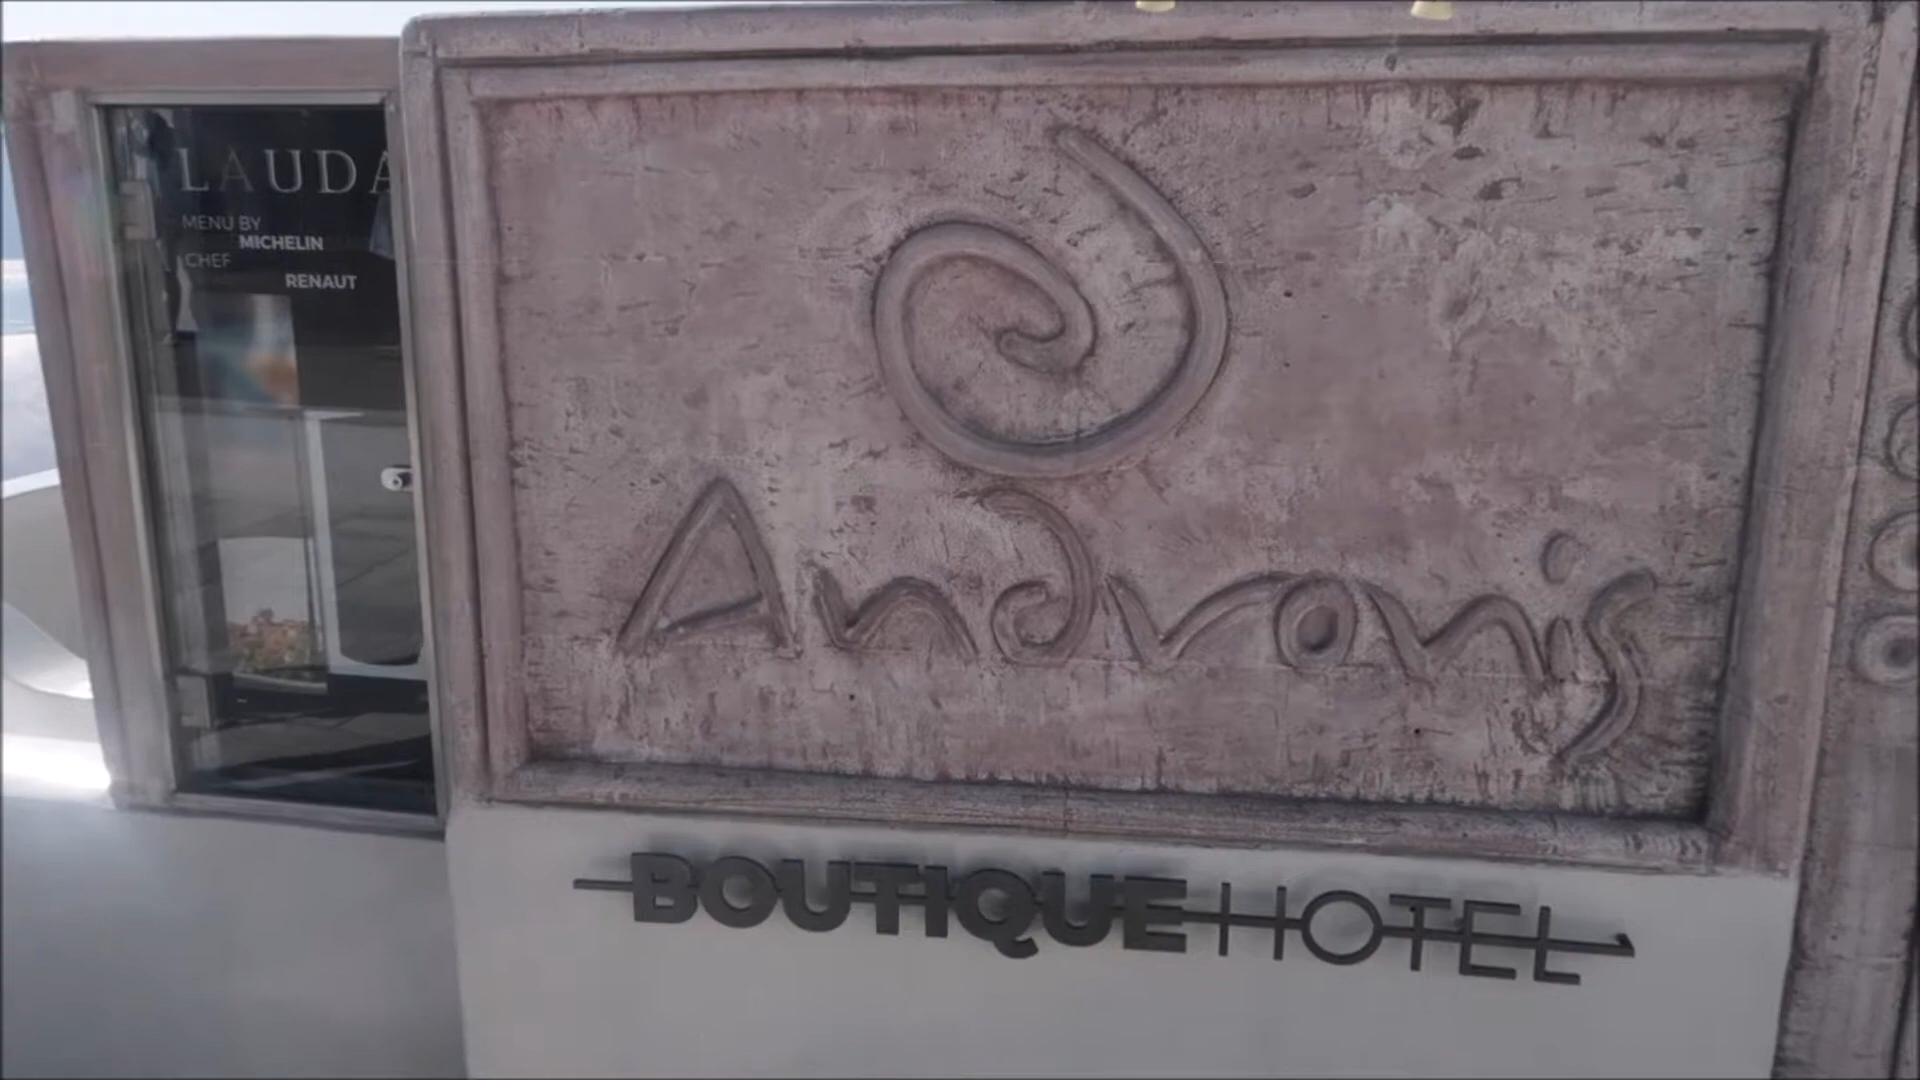 LAUDA
MENU BY
MICHELIN
CHEF
RENAUT
Andronis
BOUTIQUE HOTEL